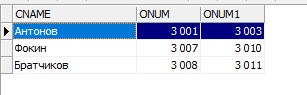 CNAME ONUM ONUM1
Антонов 3 001 3 003
Фокин 3 007 3 010
Братчиков 3 008 3 011